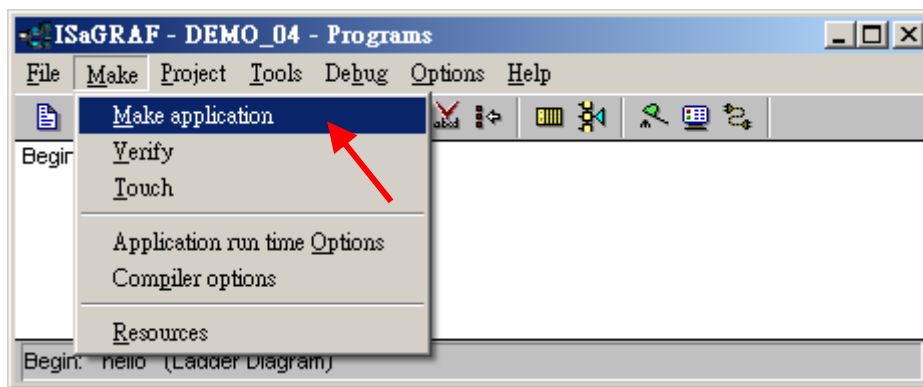 ISaGRAF - DEMO_04 - Programs
File Make Project Tools Debug Options Help
Make application
Begin
Verify
Touch
Application run time Options
Compiler options
Resources
Begin: hello (Ladder Diagram)